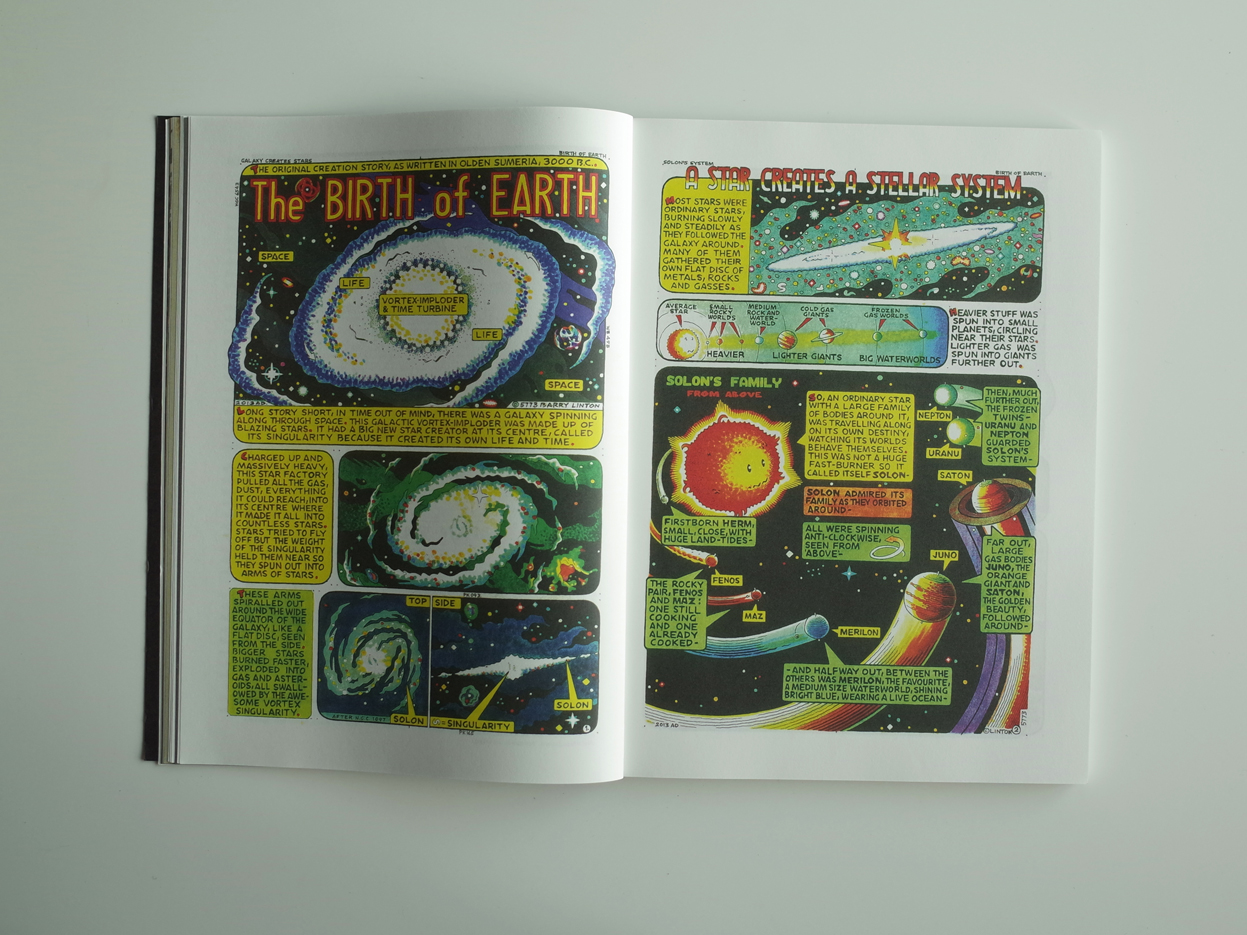 GALAXY CREATES STARS
BIRTH OF EARTH
THE ORIGINAL CREATION STORY, AS WRITTEN IN OLDEN SUMERIA, 3000 B.C.
The BIRTH of EARTH
SPACE
LIFE
VORTEX-IMPLODER
& TIME TURBINE
LIFE
SPACE
2013 AD
©5773 BARRY LINTON
LONG STORY SHORT, IN TIME OUT OF MIND, THERE WAS A GALAXY SPINNING
ALONG THROUGH SPACE. THIS GALACTIC VORTEX-IMPLODER WAS MADE UP OF
BLAZING STARS. IT HAD A BIG NEW STAR CREATOR AT ITS CENTRE, CALLED
ITS SINGULARITY BECAUSE IT CREATED ITS OWN LIFE AND TIME.
CHARGED UP AND
MASSIVELY HEAVY,
THIS STAR FACTORY
PULLED ALL THE GAS,
DUST, EVERYTHING
IT COULD REACH, INTO
ITS CENTRE WHERE
IT MADE IT ALL INTO
COUNTLESS STARS.
STARS TRIED TO FLY
OFF BUT THE WEIGHT
OF THE SINGULARITY
HELD THEM NEAR SO
THEY SPUN OUT INTO
ARMS OF STARS.
THESE ARMS
SPIRALLED OUT
AROUND THE WIDE
EQUATOR OF THE
GALAXY, LIKE A
FLAT DISC, SEEN
FROM THE SIDE.
BIGGER STARS
BURNED FASTER,
EXPLODED INTO
GAS AND ASTER-
OIDS, ALL SWALL-
OWED BY THE AWE-
SOME VORTEX
SINGULARITY.
TOP
SOLON
SIDE
=SINGULARITY
SOLON
1
SOLON'S SYSTEM
BIRTH OF EARTH
A STAR CREATES A STELLAR SYSTEM
MOST STARS WERE
ORDINARY STARS,
BURNING SLOWLY
AND STEADILY AS
THEY FOLLOWED THE
GALAXY AROUND.
MANY OF THEM
GATHERED THEIR
OWN FLAT DISC OF
METALS, ROCKS
AND GASSES.
AVERAGE
STAR
SMALL
ROCKY
WORLDS
MEDIUM
ROCK AND
WATER-
WORLD
COLD GAS
GIANTS
FROZEN
GAS WORLDS
HEAVIER
LIGHTER GIANTS
BIG WATERWORLDS
HEAVIER STUFF WAS
SPUN INTO SMALL
PLANETS, CIRCLING
NEAR THEIR STARS.
LIGHTER GAS WAS
SPUN INTO GIANTS
FURTHER OUT.
SOLON'S FAMILY
FROM ABOVE
SO, AN ORDINARY STAR
WITH A LARGE FAMILY
OF BODIES AROUND IT,
WAS TRAVELLING ALONG
ON ITS OWN DESTINY,
WATCHING ITS WORLDS
BEHAVE THEMSELVES.
THIS WAS NOT A HUGE
FAST-BURNER SO IT
CALLED ITSELF SOLON-
SOLON ADMIRED ITS
FAMILY AS THEY ORBITED
AROUND-
ALL WERE SPINNING
ANTI-CLOCKWISE,
SEEN FROM
ABOVE-
NEPTON
URANU
THEN, MUCH
FURTHER OUT,
THE FROZEN
TWINS-
URANU AND
NEPTON
GUARDED
SOLON'S
SYSTEM-
SATON
FIRSTBORN HERM,
SMALL, CLOSE, WITH
HUGE LAND-TIDES-
FENOS
MAZ
THE ROCKY
PAIR, FENOS
AND MAZ:
ONE STILL
COOKING
AND ONE
ALREADY
COOKED-
MERILON
JUNO
FAR OUT,
LARGE
GAS BODIES
JUNO, THE
ORANGE
GIANT AND
SATON,
THE GOLDEN
BEAUTY,
FOLLOWED
AROUND-
-AND HALFWAY OUT, BETWEEN THE
OTHERS WAS MERILON, THE FAVOURITE,
A MEDIUM SIZE WATERWORLD, SHINING
BRIGHT BLUE, WEARING A LIVE OCEAN-
2013 AD
5773
©LINTON 2